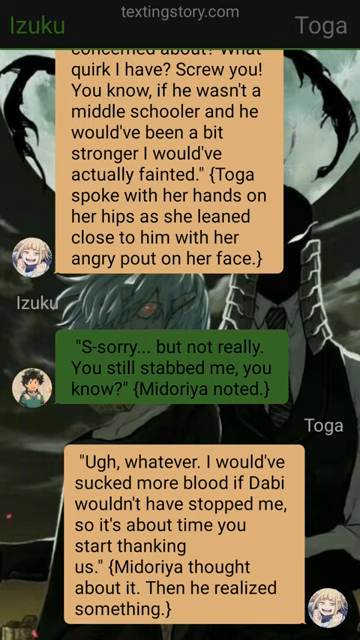 textingstory.com
Izuku
Toga
concerned about? What
quirk I have? Screw you!
You know, if he wasn't a
middle schooler and he
would've been a bit
stronger I would've
actually fainted." {Toga
spoke with her hands on
her hips as she leaned
close to him with her
angry pout on her face.}
Izuku
"S-sorry... but not really.
You still stabbed me, you
know?" {Midoriya noted.}
Toga
"Ugh, whatever. I would've
sucked more blood if Dabi
wouldn't have stopped me,
so it's about time you
start thanking
us." {Midoriya thought
about it. Then he realized
something.}